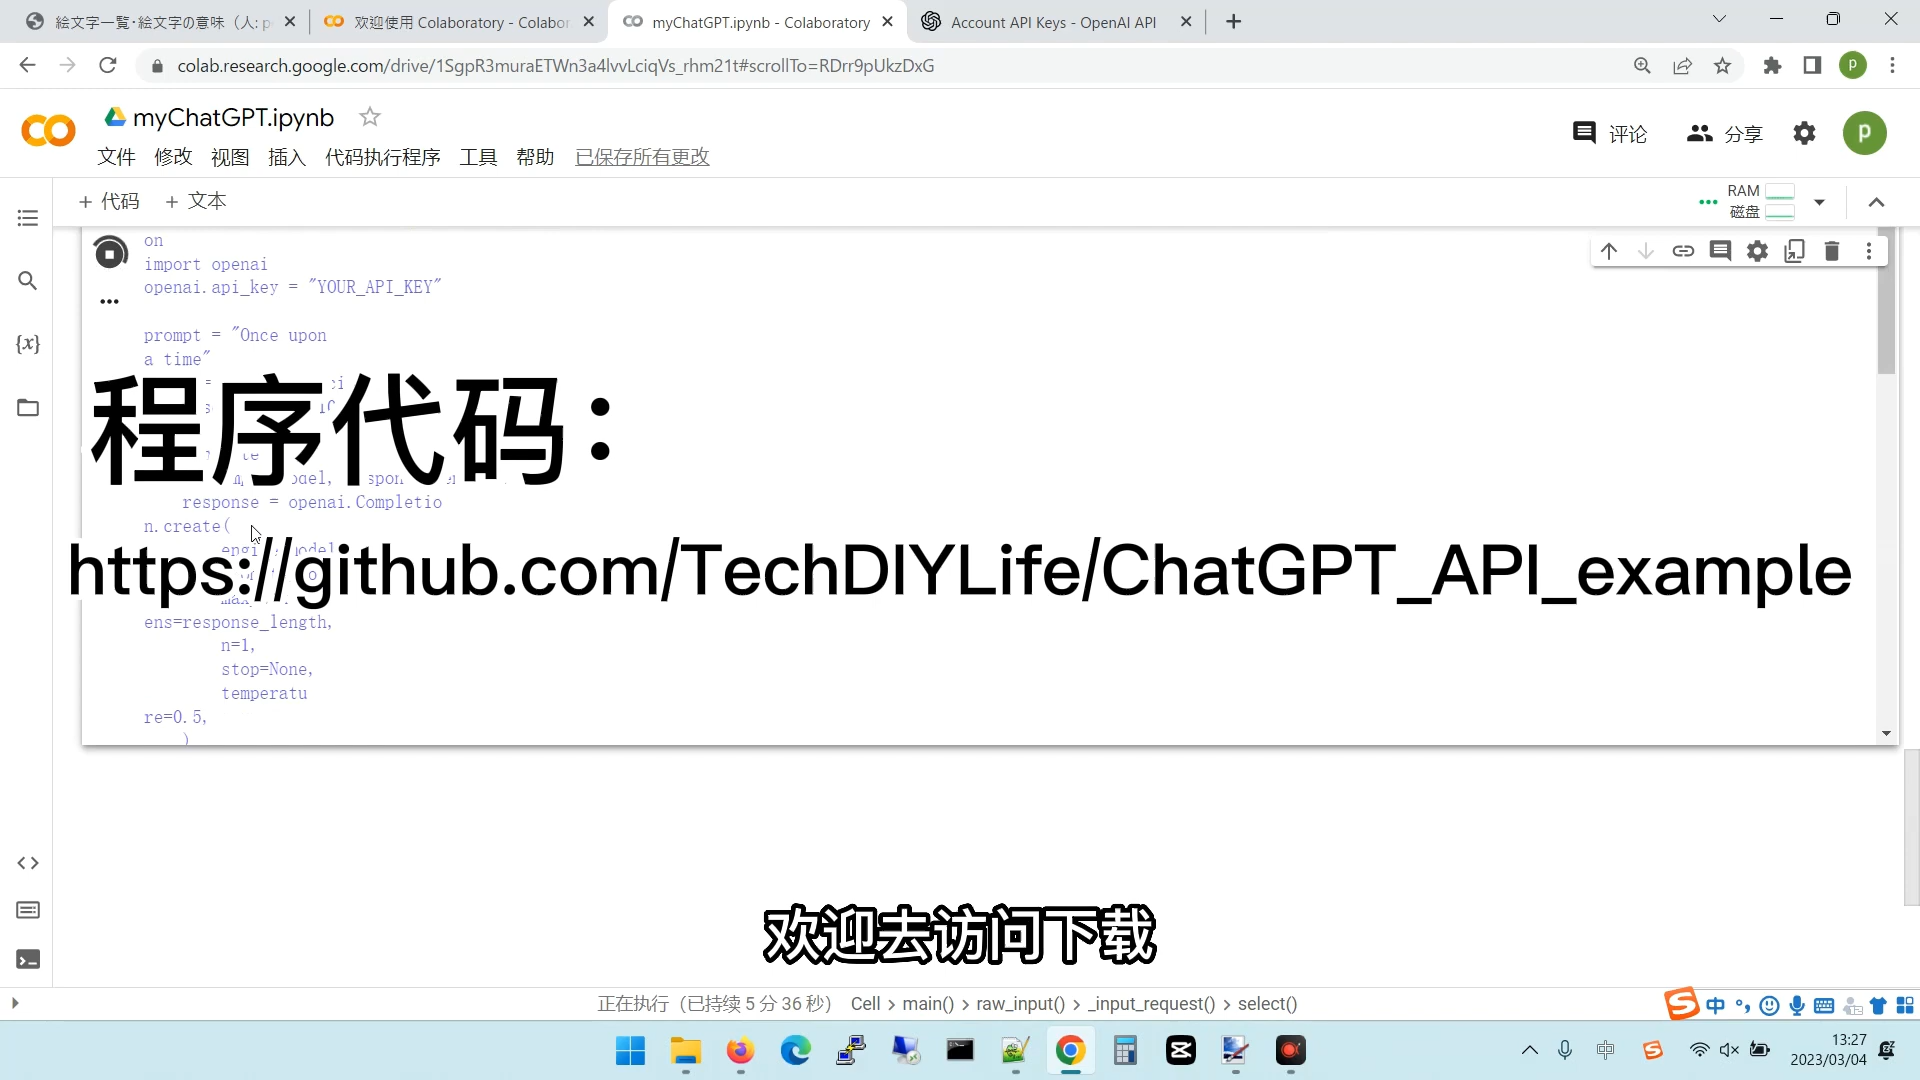 絵文字一覧･絵文字の意味（人: p
欢迎使用 Colaboratory - Colabor
myChatGPT.ipynb - Colaboratory
Account API Keys - OpenAI API
colab.research.google.com/drive/1SgpR3muraETWn3a4lvvLciqVs_rhm21t#scrollTo=RDrr9pUkzDxG
p
myChatGPT.ipynb
评论
分享
p
文件 修改 视图 插入 代码执行程序 工具 帮助 已保存所有更改
+ 代码 + 文本
RAM
磁盘
on
import openai
openai.api_key = "YOUR_API_KEY"
prompt = "Once upon
a time"
程序代码：
response = openai.Completio
n.create(
https://github.com/TechDIYLife/ChatGPT_API_example
ens=response_length,
n=1,
stop=None,
temperatu
re=0.5,
)
{x}
欢迎去访问下载
正在执行（已持续 5 分 36 秒） Cell > main() > raw_input() > _input_request() > select()
中
中
13:27
2023/03/04